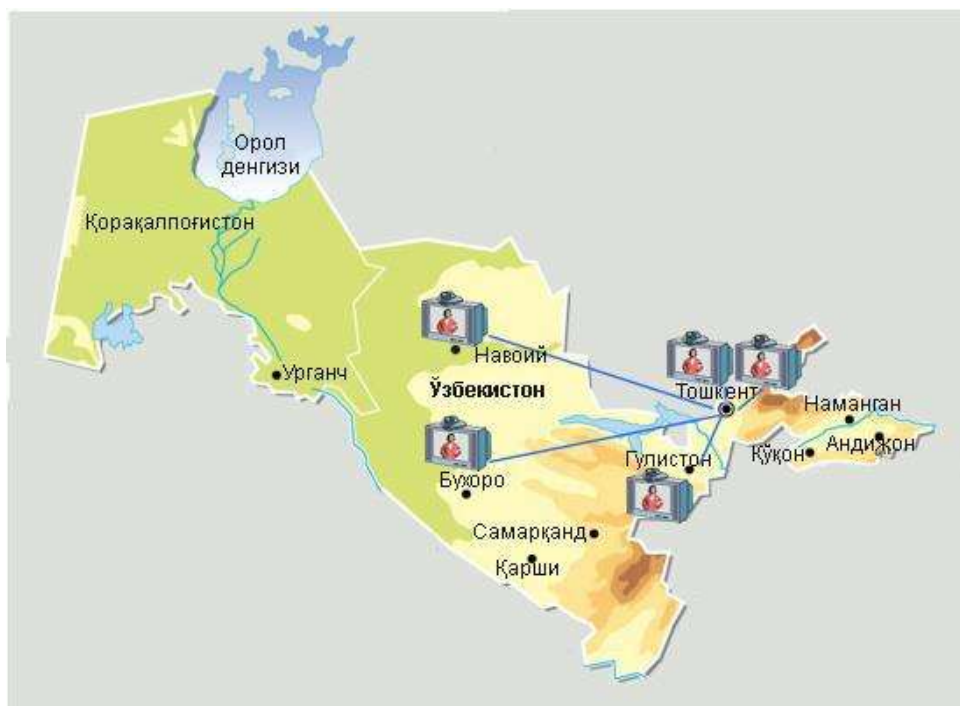 Орол
денгизи
Қорақалпоғистон
Навоий
Урганч
Ўзбекистон
Тошкент
Наманган
Қўқон
Андижон
Гулистон
Бухоро
Самарқанд
Қарши